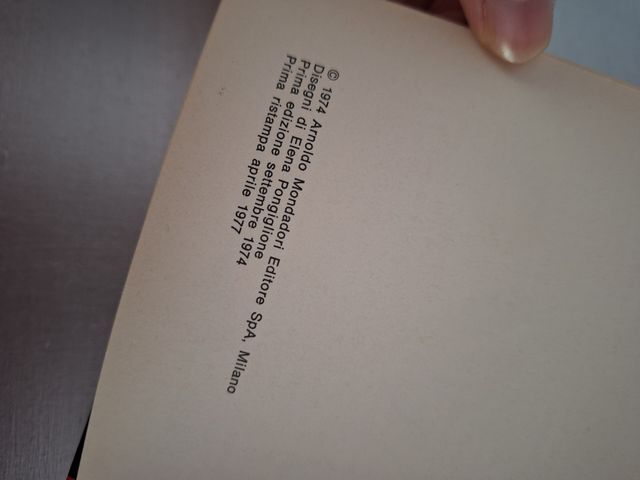 © 1974 Arnoldo Mondadori Editore SpA, Milano
Disegni di Elena Pongiglione
Prima edizione settembre 1974
Prima ristampa aprile 1977